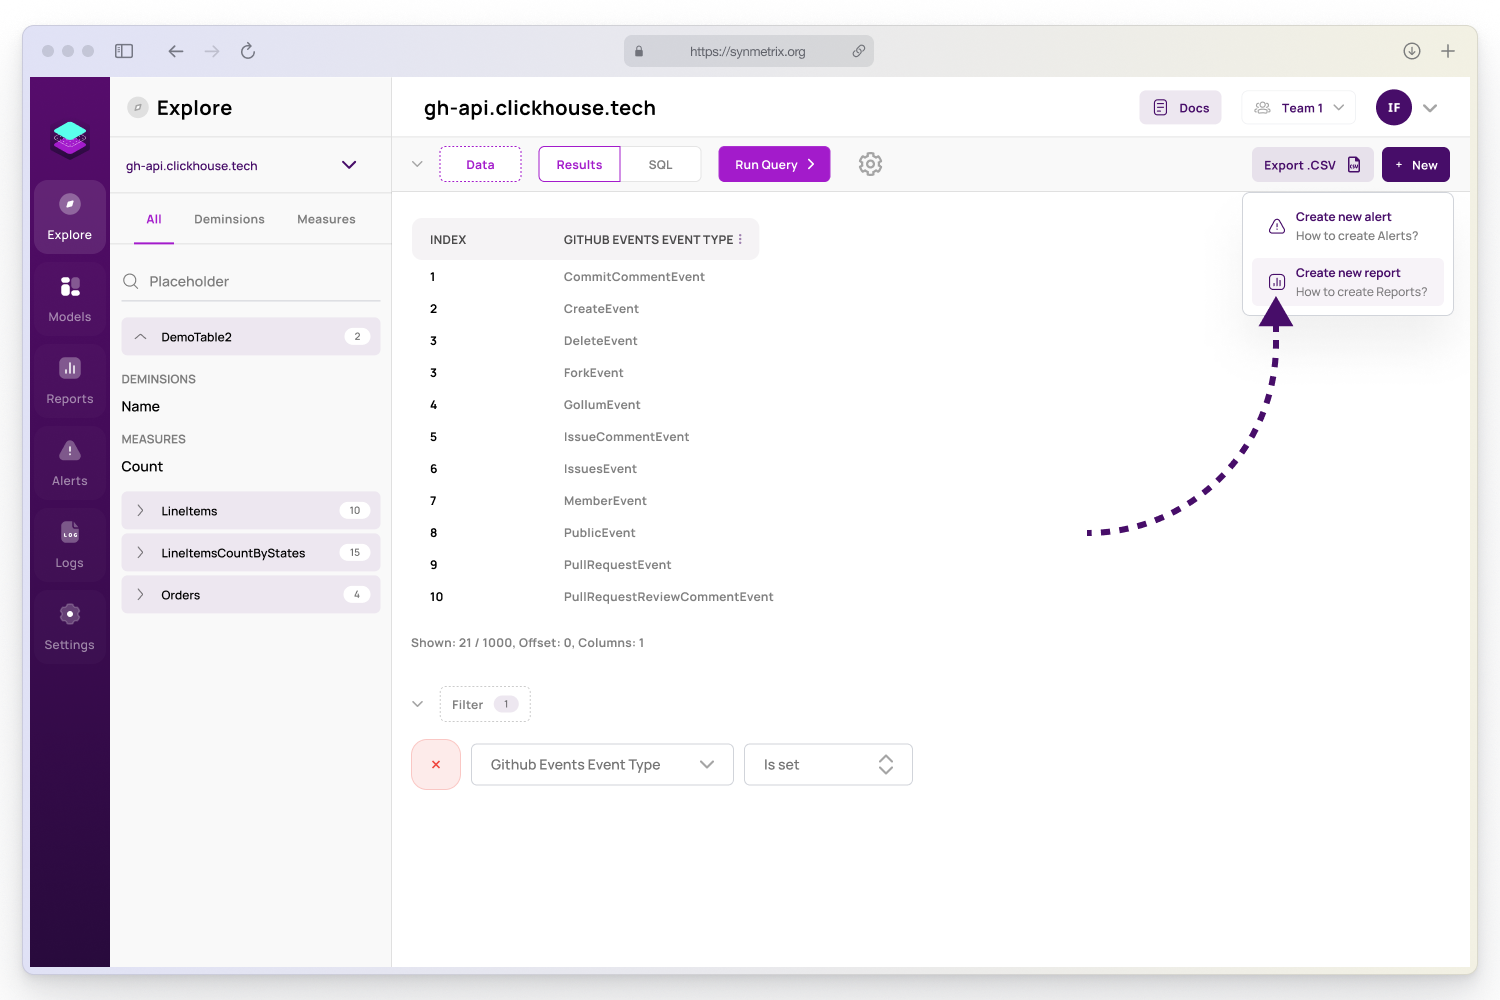 https://synmetrix.org
Explore
gh-api.clickhouse.tech
Docs
Team 1
IF
gh-api.clickhouse.tech
Data
Results
SQL
Run Query
Export .CSV
CSV
+ New
Explore
Models
Reports
Alerts
LOG
Logs
Settings
All
Deminsions
Measures
Placeholder
DemoTable2
2
DEMINSIONS
Name
MEASURES
Count
LineItems
10
LineItemsCountByStates
15
Orders
4
Create new alert
How to create Alerts?
Create new report
How to create Reports?
INDEX GITHUB EVENTS EVENT TYPE
1 CommitCommentEvent
2 CreateEvent
3 DeleteEvent
3 ForkEvent
4 GollumEvent
5 IssueCommentEvent
6 IssuesEvent
7 MemberEvent
8 PublicEvent
9 PullRequestEvent
10 PullRequestReviewCommentEvent
Shown: 21 / 1000, Offset: 0, Columns: 1
Filter 1
Github Events Event Type
Is set